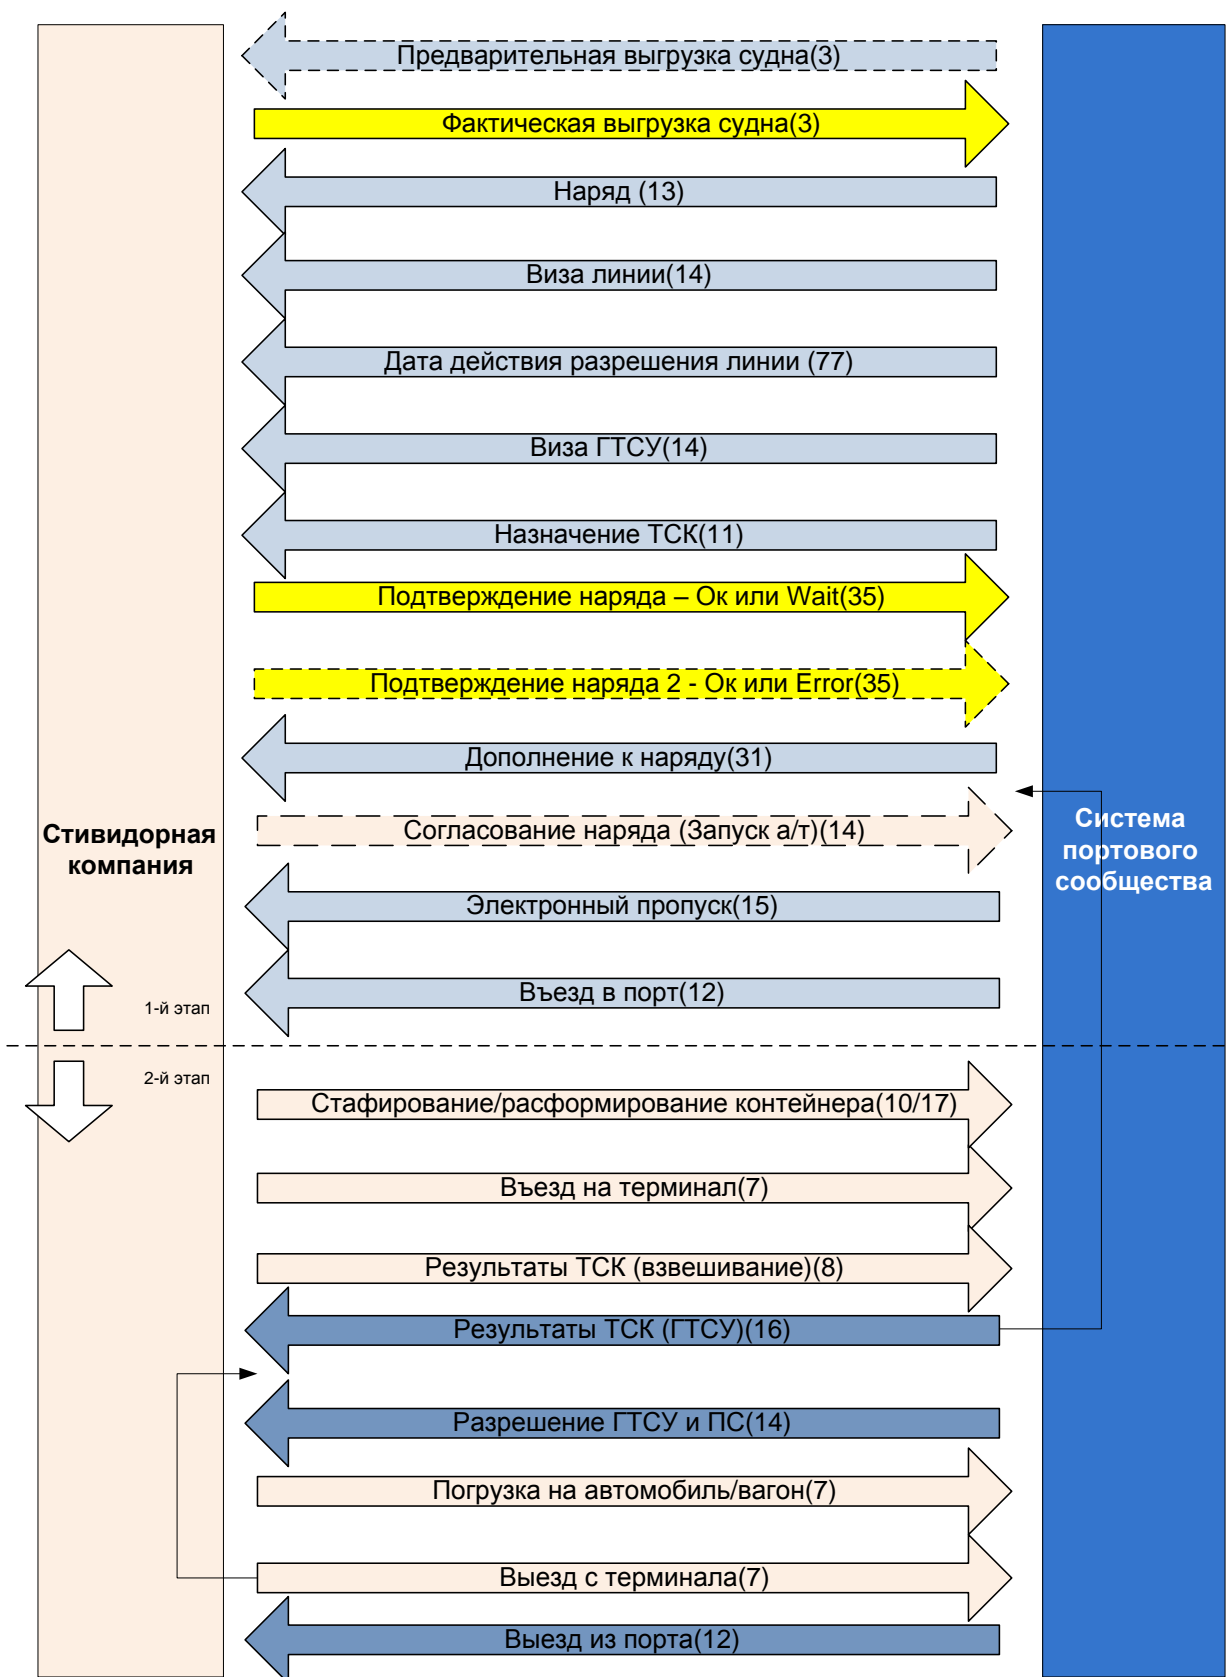 Предварительная выгрузка судна(3)
Фактическая выгрузка судна(3)
Наряд (13)
Виза линии(14)
Дата действия разрешения линии (77)
Виза ГТСУ(14)
Назначение ТСК(11)
Подтверждение наряда – Ок или Wait(35)
Подтверждение наряда 2 - Ок или Error(35)
Дополнение к наряду(31)
Согласование наряда (Запуск а/т)(14)
Стивидорная
компания
Система
портового
сообщества
Электронный пропуск(15)
Въезд в порт(12)
1-й этап
2-й этап
Стафирование/расформирование контейнера(10/17)
Въезд на терминал(7)
Результаты ТСК (взвешивание)(8)
Результаты ТСК (ГТСУ)(16)
Разрешение ГТСУ и ПС(14)
Погрузка на автомобиль/вагон(7)
Выезд с терминала(7)
Выезд из порта(12)